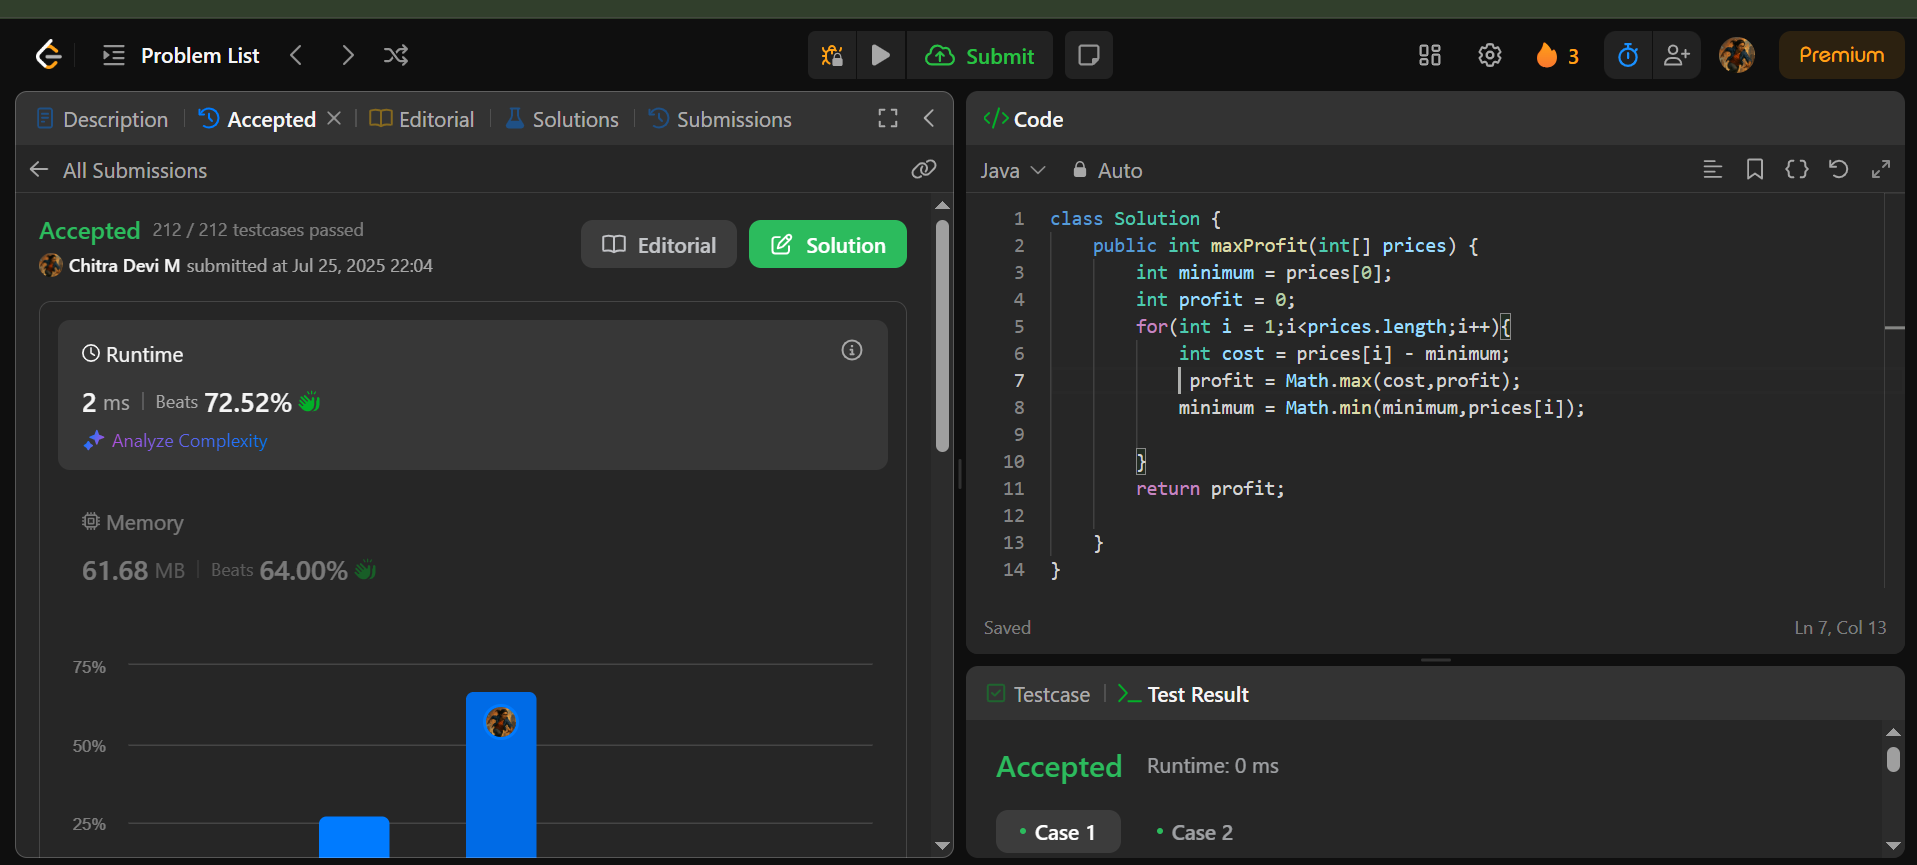 Problem List
Submit
3
Premium
Description
Accepted
Editorial
Solutions
Submissions
All Submissions
Accepted 212 / 212 testcases passed
Chitra Devi M submitted at Jul 25, 2025 22:04
Editorial
Solution
Runtime
2 ms Beats 72.52%
Analyze Complexity
Memory
61.68 MB Beats 64.00%
75%
50%
25%
</> Code
Java
Auto
1 class Solution {
2 public int maxProfit(int[] prices) {
3 int minimum = prices[0];
4 int profit = 0;
5 for(int i = 1;i<prices.length;i++){
6 int cost = prices[i] - minimum;
7 profit = Math.max(cost,profit);
8 minimum = Math.min(minimum,prices[i]);
9
10 }
11 return profit;
12
13 }
14 }
Saved
Ln 7, Col 13
Testcase
Test Result
Accepted Runtime: 0 ms
Case 1
Case 2